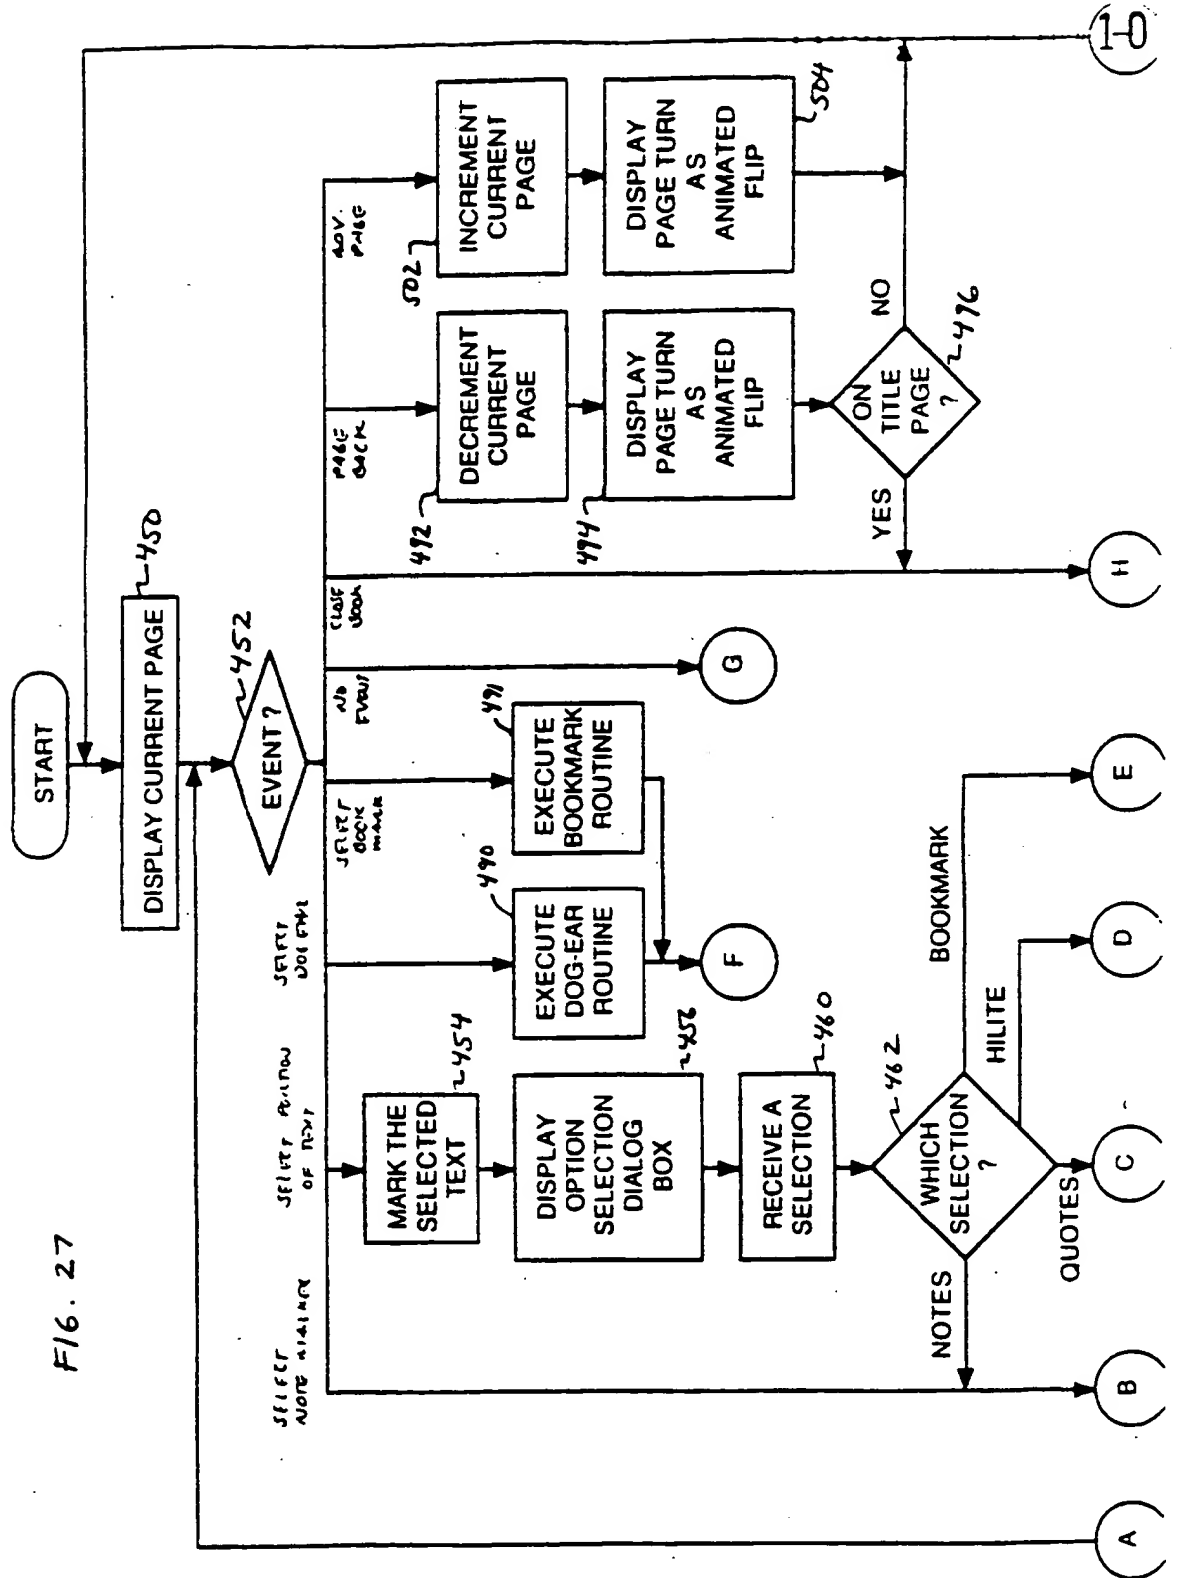 FIG. 27
START
DISPLAY CURRENT PAGE
450
EVENT ?
452
SELECT
NOTE
SELECT PORTION
OF TEXT
SELECT
DOG EAR
SELECT
BOOK
MARK
NO
EVENT
CLOSE
BOOK
PAGE
BACK
ADV.
PAGE
MARK THE
SELECTED
TEXT
454
DISPLAY
OPTION
SELECTION
DIALOG
BOX
456
RECEIVE A
SELECTION
460
WHICH
SELECTION
?
462
NOTES
QUOTES
HILITE
BOOKMARK
490
EXECUTE
DOG-EAR
ROUTINE
491
EXECUTE
BOOKMARK
ROUTINE
492
DECREMENT
CURRENT
PAGE
494
DISPLAY
PAGE TURN
AS
ANIMATED
FLIP
ON
TITLE
PAGE
?
496
YES
NO
502
INCREMENT
CURRENT
PAGE
DISPLAY
PAGE TURN
AS
ANIMATED
FLIP
504
F
G
A
B
C
D
E
H
1-0